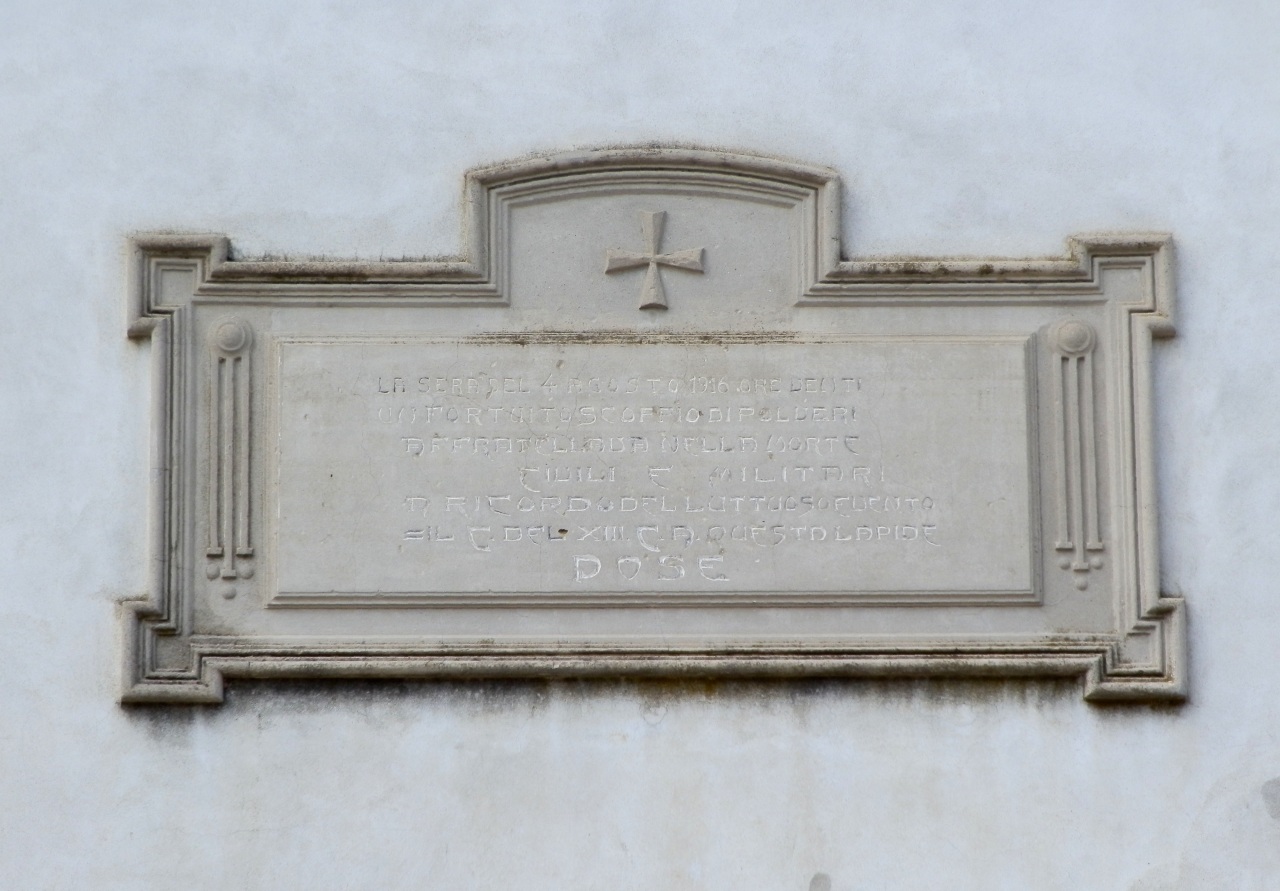 LA SERA DEL 4 AGOSTO 1916 ORE DELITI
UN FORTUITO SCOPPIO DI POLVERI
AFFRATELLAVA NELLA MORTE
CIVILI E MILITARI
A RICORDO DEL LUTTUOSO EVENTO
=IL C. DEL XIII. C. A. QUESTA LAPIDE
POSE